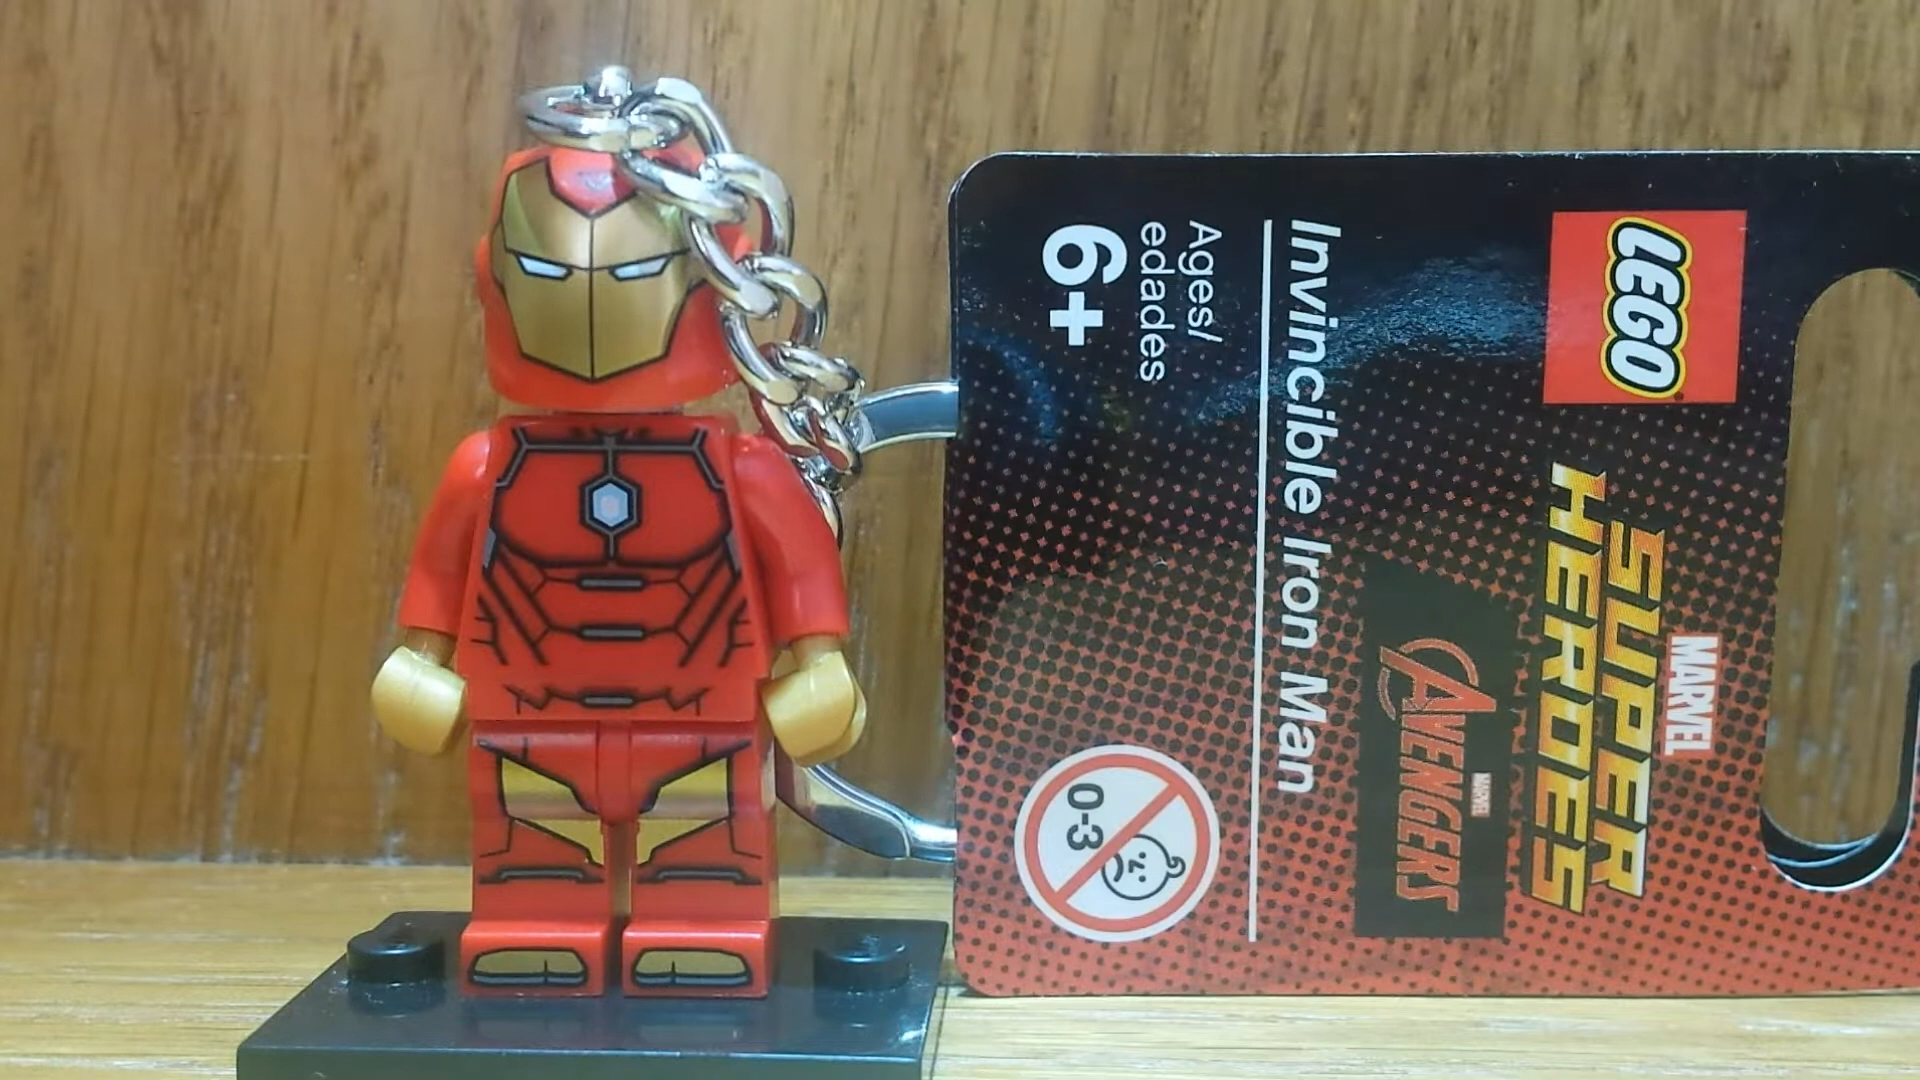 LEGO
MARVEL
SUPER
HEROES
MARVEL
AVENGERS
Invincible Iron Man
Ages/
edades
6+
0-3